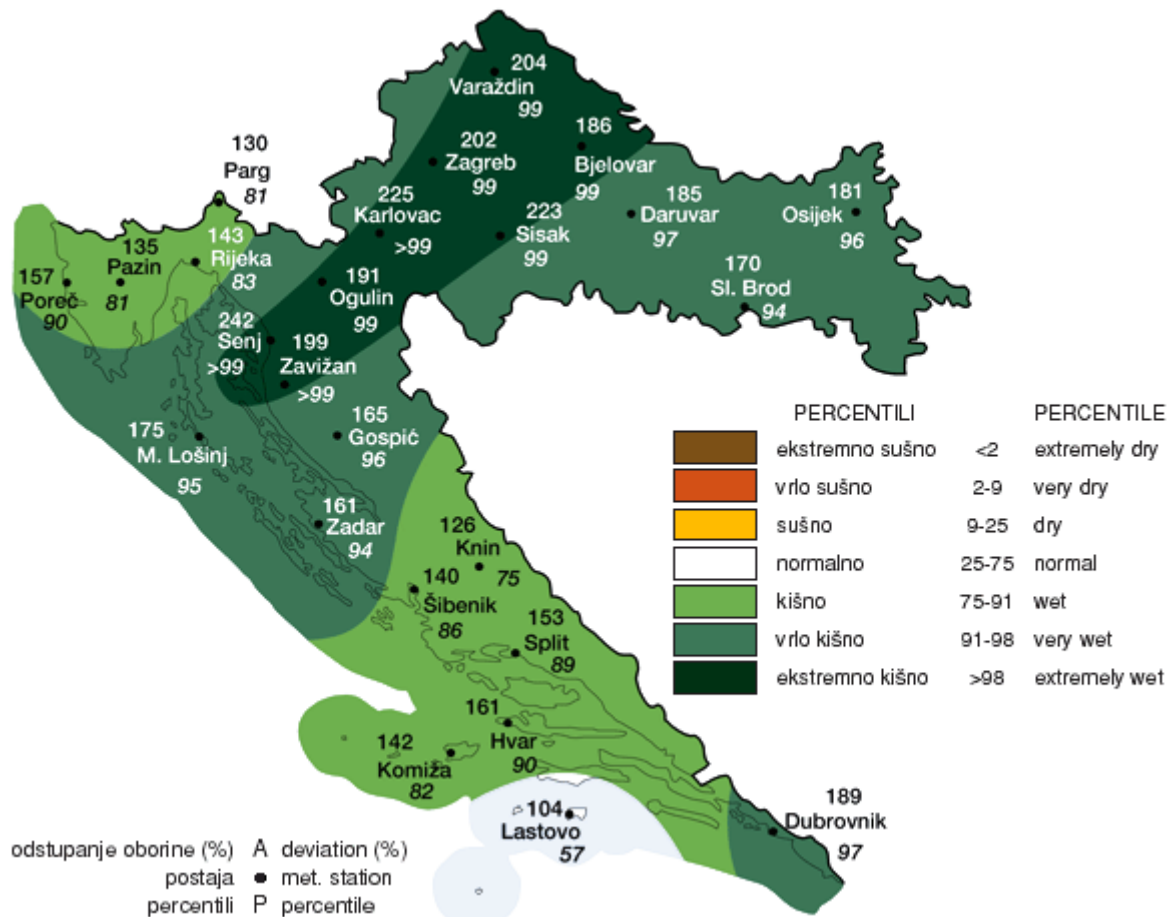 204
Varaždin
99
186
Bjelovar
99
202
Zagreb
99
130
Parg
81
225
Karlovac
>99
185
Daruvar
97
181
Osijek
96
223
Sisak
99
143
Rijeka
83
135
Pazin
81
157
Poreč
90
191
Ogulin
99
170
Sl. Brod
94
242
Senj
>99
199
Zavižan
>99
165
Gospić
96
175
M. Lošinj
95
161
Zadar
94
126
Knin
75
140
Šibenik
86
153
Split
89
161
Hvar
90
142
Komiža
82
104
Lastovo
57
189
Dubrovnik
97
PERCENTILI PERCENTILE
ekstremno sušno <2 extremely dry
vrlo sušno 2-9 very dry
sušno 9-25 dry
normalno 25-75 normal
kišno 75-91 wet
vrlo kišno 91-98 very wet
ekstremno kišno >98 extremely wet
odstupanje oborine (%) A deviation (%)
postaja ● met. station
percentili P percentile